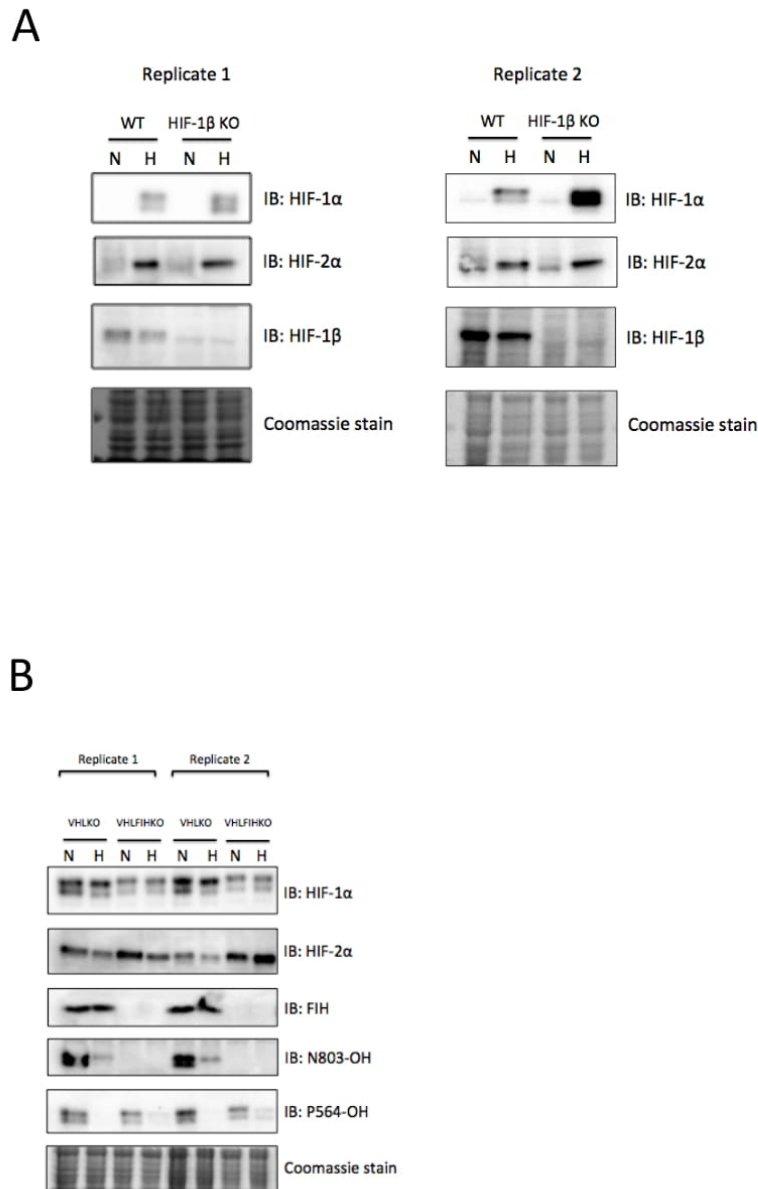 A
Replicate 1
Replicate 2
WT HIF-1β KO
WT HIF-1β KO
N H N H
N H N H
IB: HIF-1α
IB: HIF-1α
IB: HIF-2α
IB: HIF-2α
IB: HIF-1β
IB: HIF-1β
Coomassie stain
Coomassie stain
B
Replicate 1 Replicate 2
VHLKO VHLFIHKO VHLKO VHLFIHKO
N H N H N H N H
IB: HIF-1α
IB: HIF-2α
IB: FIH
IB: N803-OH
IB: P564-OH
Coomassie stain